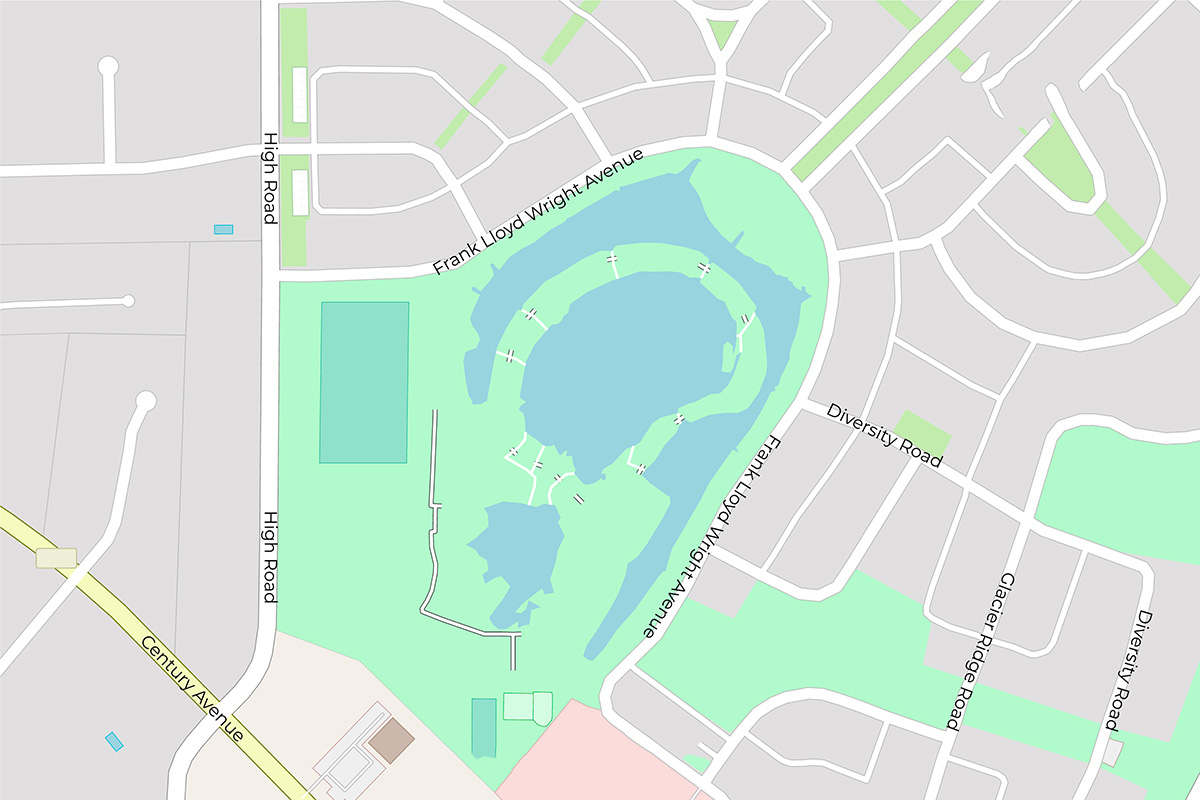 High Road
Frank Lloyd Wright Avenue
Diversity Road
Frank Lloyd Wright Avenue
High Road
Glacier Ridge Road
Diversity Road
Century Avenue